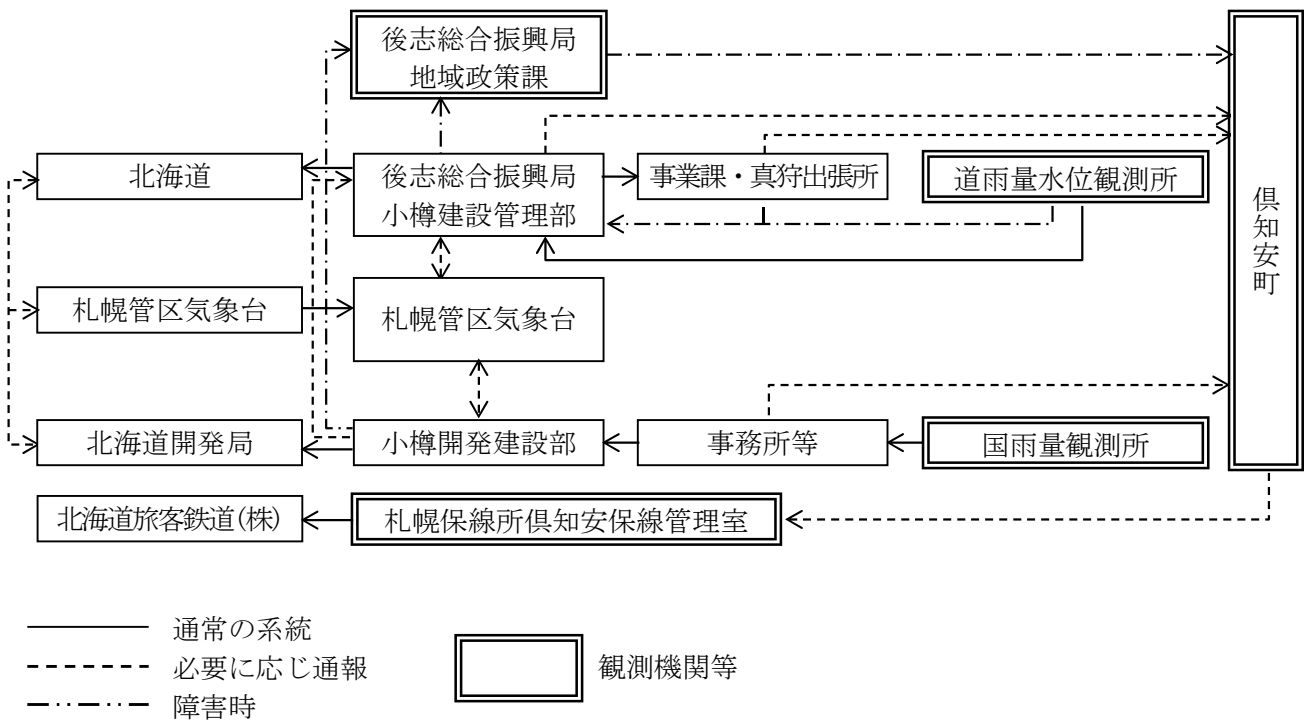 後志総合振興局
地域政策課
北海道
後志総合振興局
小樽建設管理部
事業課・真狩出張所
道雨量水位観測所
倶知安町
札幌管区気象台
札幌管区気象台
北海道開発局
小樽開発建設部
事務所等
国雨量観測所
北海道旅客鉄道(株)
札幌保線所倶知安保線管理室
通常の系統
必要に応じ通報
障害時
観測機関等